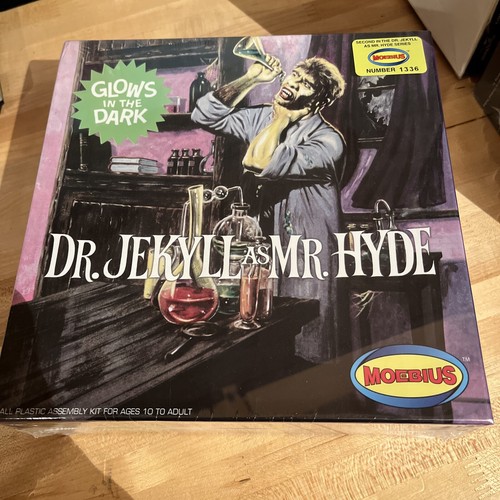 SECOND IN THE DR. JEKYLL
AS MR. HYDE SERIES
MOEBIUS
NUMBER 1336
GLOWS
IN THE
DARK
DR. JEKYLL AS MR. HYDE
MOEBIUS TM
ALL PLASTIC ASSEMBLY KIT FOR AGES 10 TO ADULT